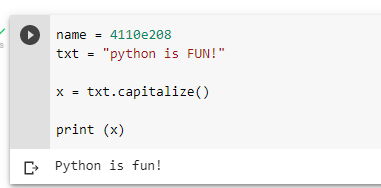 name = 4110e208
txt = "python is FUN!"
x = txt.capitalize()
print (x)
Python is fun!